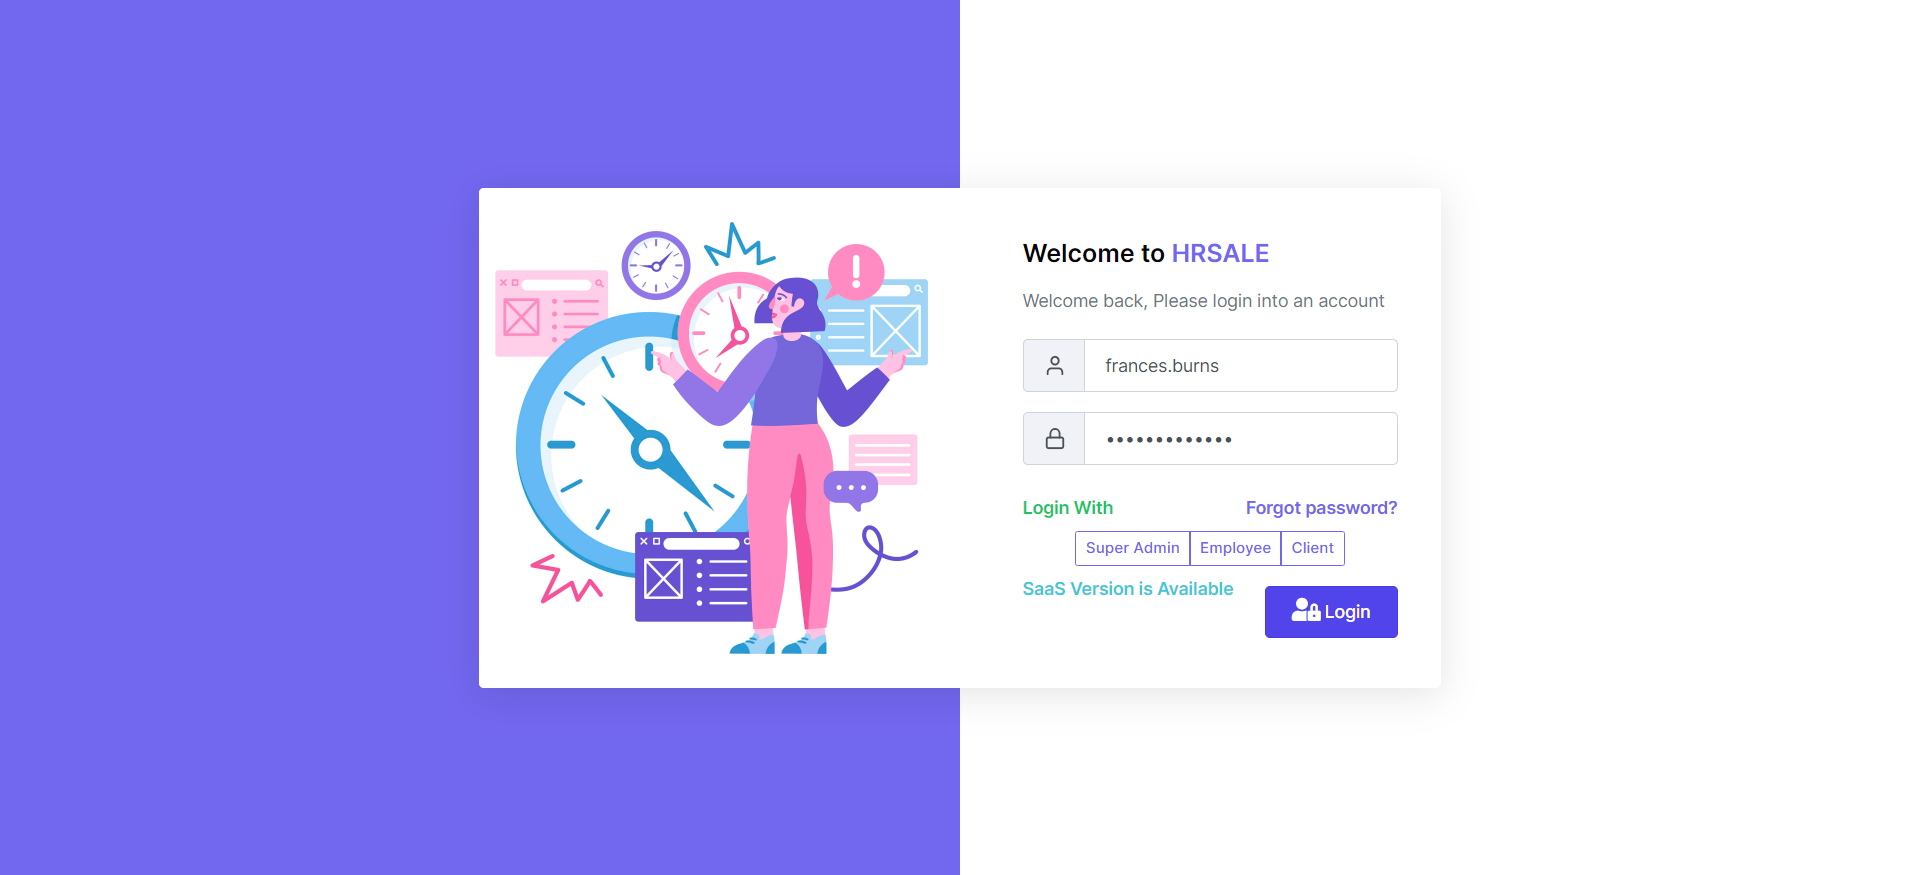 Welcome to HRSALE
Welcome back, Please login into an account
frances.burns
•••••••••••••
Login With
Forgot password?
Super Admin
Employee
Client
SaaS Version is Available
Login